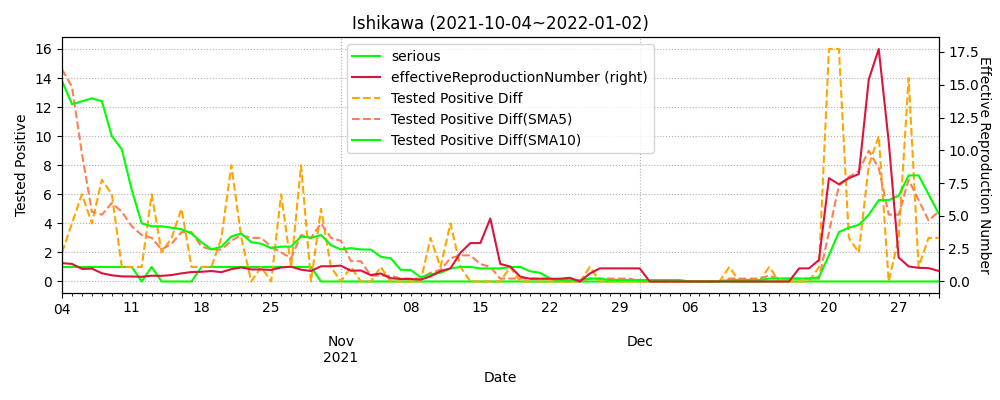 Ishikawa (2021-10-04~2022-01-02)
serious
effectiveReproductionNumber (right)
Tested Positive Diff
Tested Positive Diff(SMA5)
Tested Positive Diff(SMA10)
Tested Positive
16
14
12
10
8
6
4
2
0
17.5
15.0
12.5
10.0
7.5
5.0
2.5
0.0
Effective Reproduction Number
04 11 18 25 08 15 22 29 06 13 20 27
Nov Dec
2021
Date